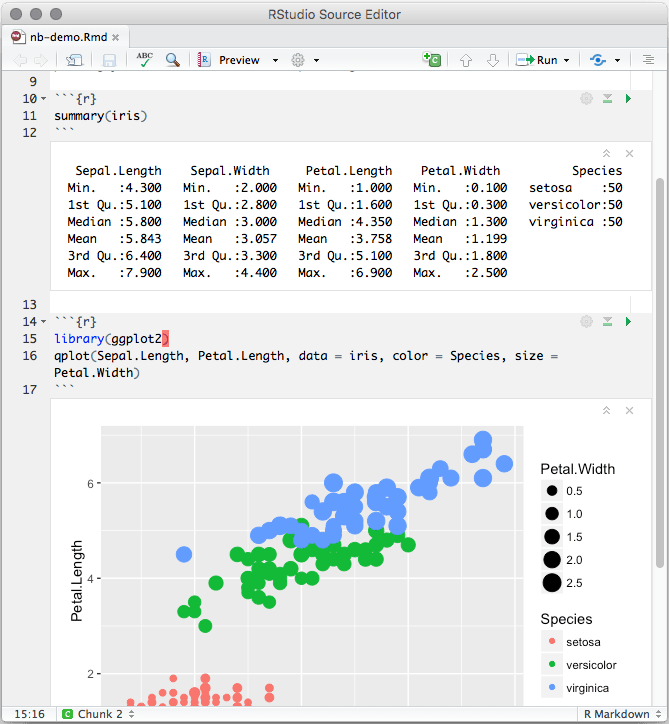 RStudio Source Editor
nb-demo.Rmd
ABC
Preview
Run
9
10 ```{r}
11 summary(iris)
12 ```
Sepal.Length Sepal.Width Petal.Length Petal.Width Species
Min. :4.300 Min. :2.000 Min. :1.000 Min. :0.100 setosa :50
1st Qu.:5.100 1st Qu.:2.800 1st Qu.:1.600 1st Qu.:0.300 versicolor:50
Median :5.800 Median :3.000 Median :4.350 Median :1.300 virginica :50
Mean :5.843 Mean :3.057 Mean :3.758 Mean :1.199
3rd Qu.:6.400 3rd Qu.:3.300 3rd Qu.:5.100 3rd Qu.:1.800
Max. :7.900 Max. :4.400 Max. :6.900 Max. :2.500
13
14 ```{r}
15 library(ggplot2)
16 qplot(Sepal.Length, Petal.Length, data = iris, color = Species, size =
Petal.Width)
17 ```
6
4
2
Petal.Length
Petal.Width
0.5
1.0
1.5
2.0
2.5
Species
setosa
versicolor
virginica
15:16 C Chunk 2 R Markdown